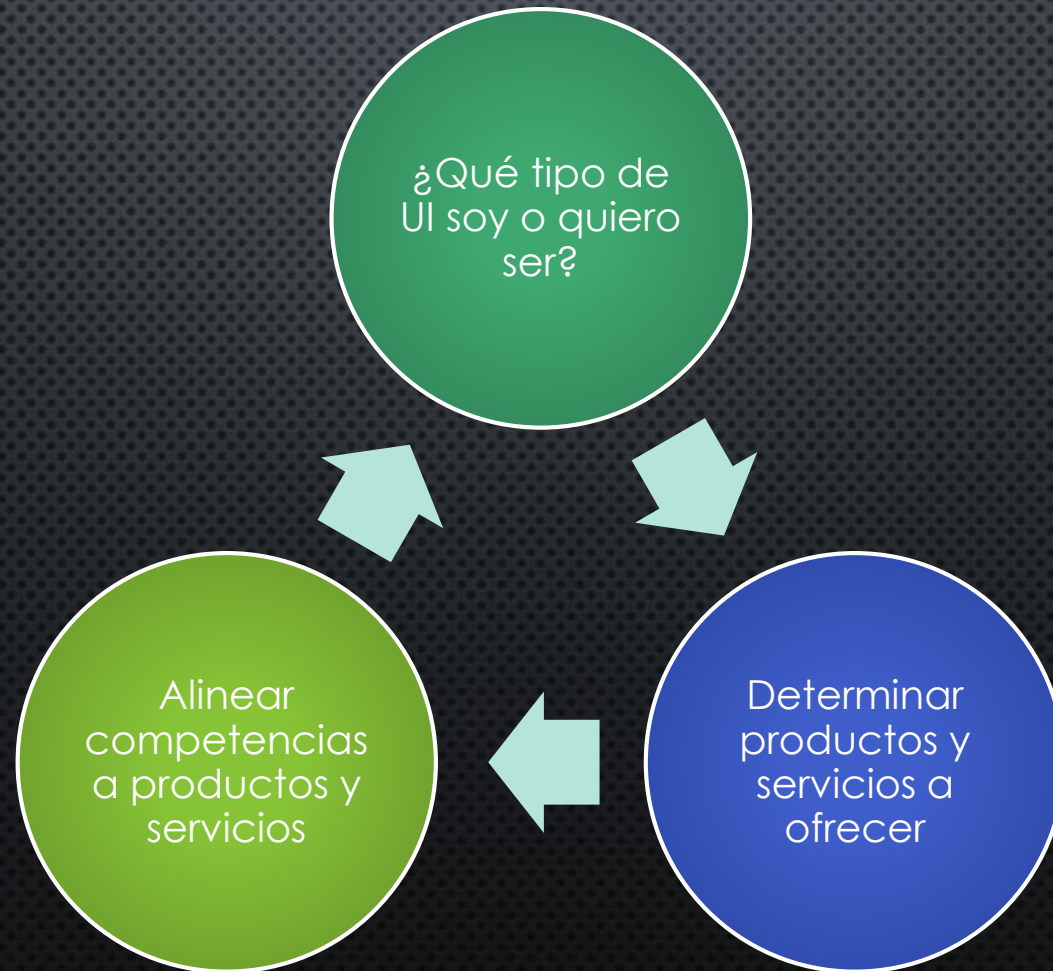 ¿Qué tipo de
UI soy o quiero
ser?
Determinar
productos y
servicios a
ofrecer
Alinear
competencias
a productos y
servicios